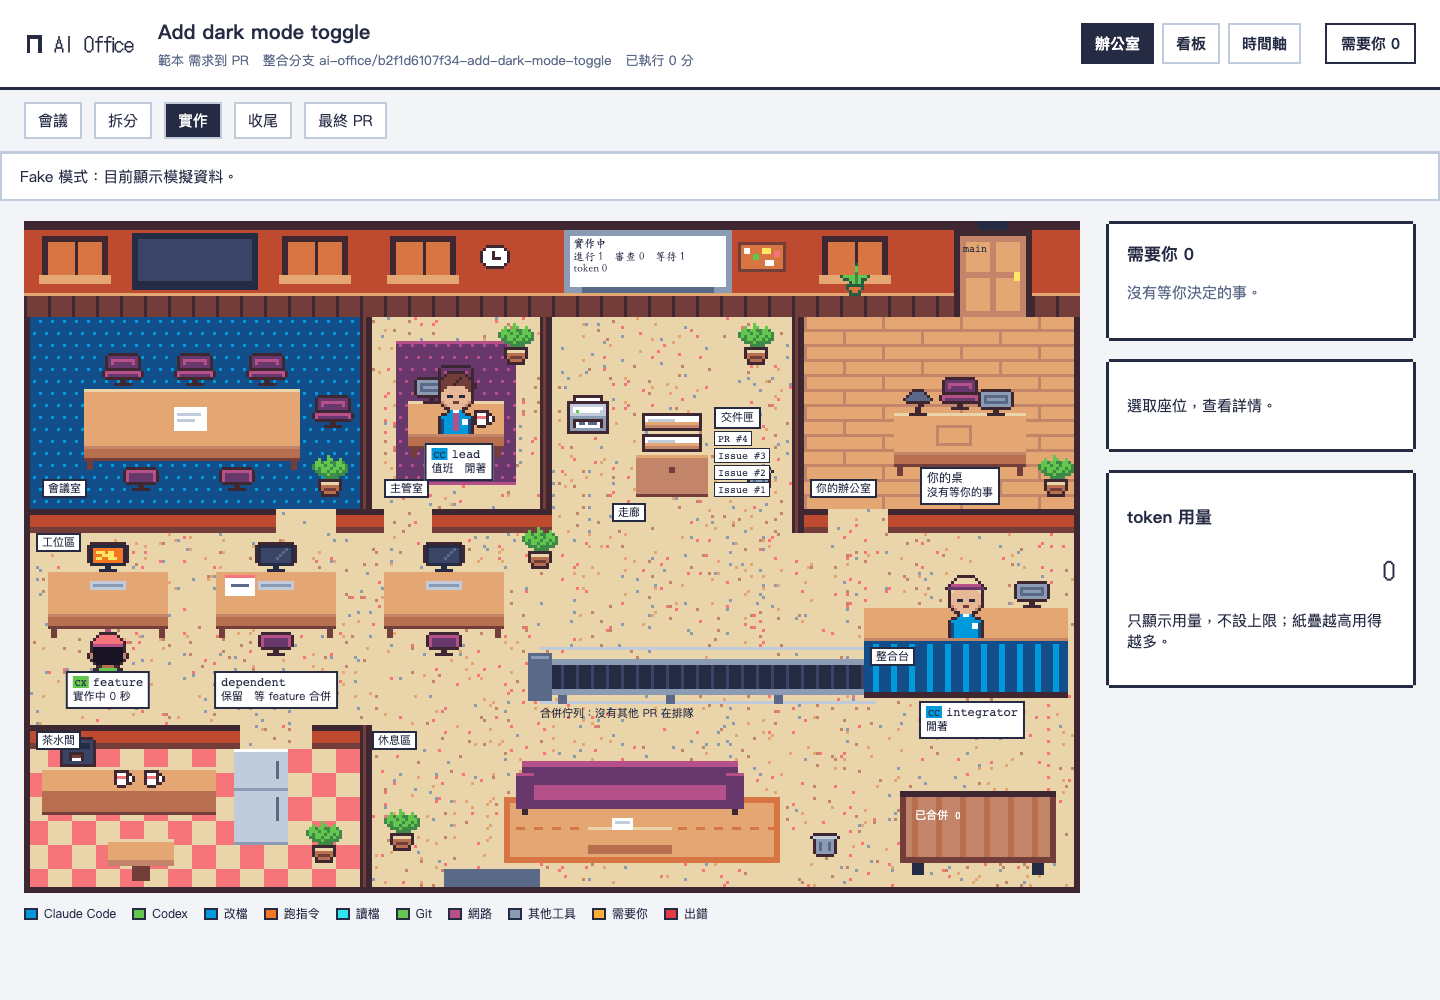 AI Office
Add dark mode toggle
範本 需求到 PR 整合分支 ai-office/b2f1d6107f34-add-dark-mode-toggle 已執行 0 分
辦公室
看板
時間軸
需要你 0
會議
拆分
實作
收尾
最終 PR
Fake 模式：目前顯示模擬資料。
實作中
進行 1 審查 0 等待 1
token 0
main
交件匣
PR #4
Issue #3
Issue #2
Issue #1
cc lead
值班 閒著
會議室
主管室
走廊
你的辦公室
你的桌
沒有等你的事
工位區
cx feature
實作中 0 秒
dependent
保留 等 feature 合併
整合台
合併佇列：沒有其他 PR 在排隊
cc integrator
閒著
茶水間
休息區
已合併 0
Claude Code
Codex
改檔
跑指令
讀檔
Git
網路
其他工具
需要你
出錯
需要你 0
沒有等你決定的事。
選取座位，查看詳情。
token 用量
0
只顯示用量，不設上限；紙疊越高用得
越多。